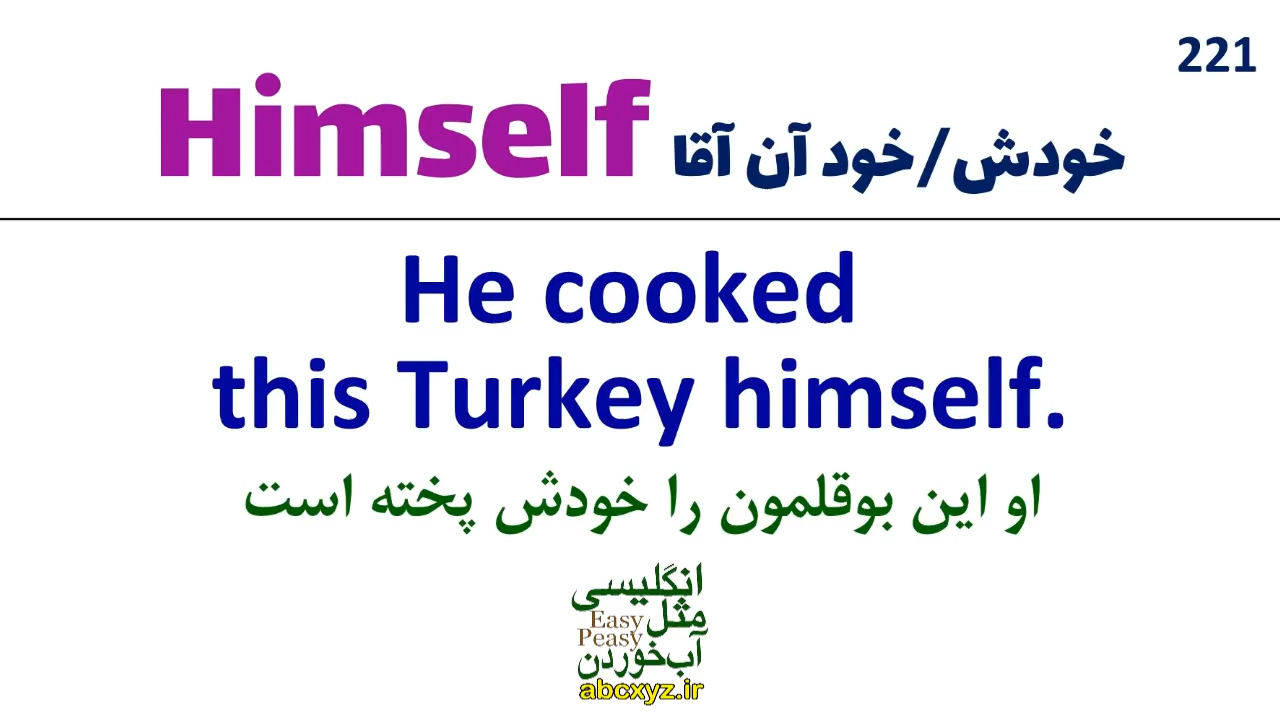 221
Himself خودش/خود آن آقا
He cooked
this Turkey himself.
او این بوقلمون را خودش پخته است
انگلیسی
مثل Easy
Peasy
آب‌خوردن
abcxyz.ir